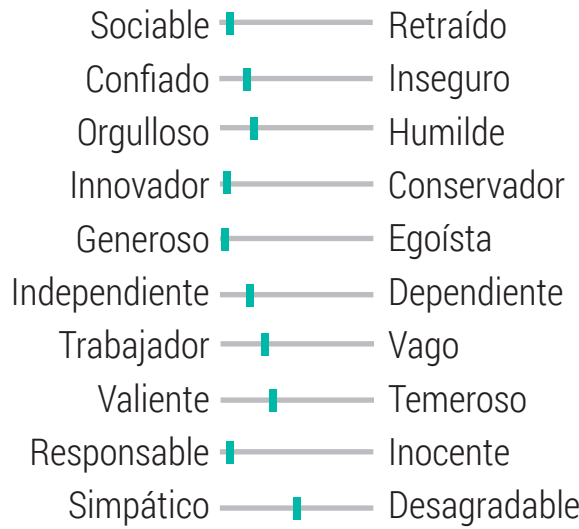 Sociable Retraído
Confiado Inseguro
Orgulloso Humilde
Innovador Conservador
Generoso Egoísta
Independiente Dependiente
Trabajador Vago
Valiente Temeroso
Responsable Inocente
Simpático Desagradable